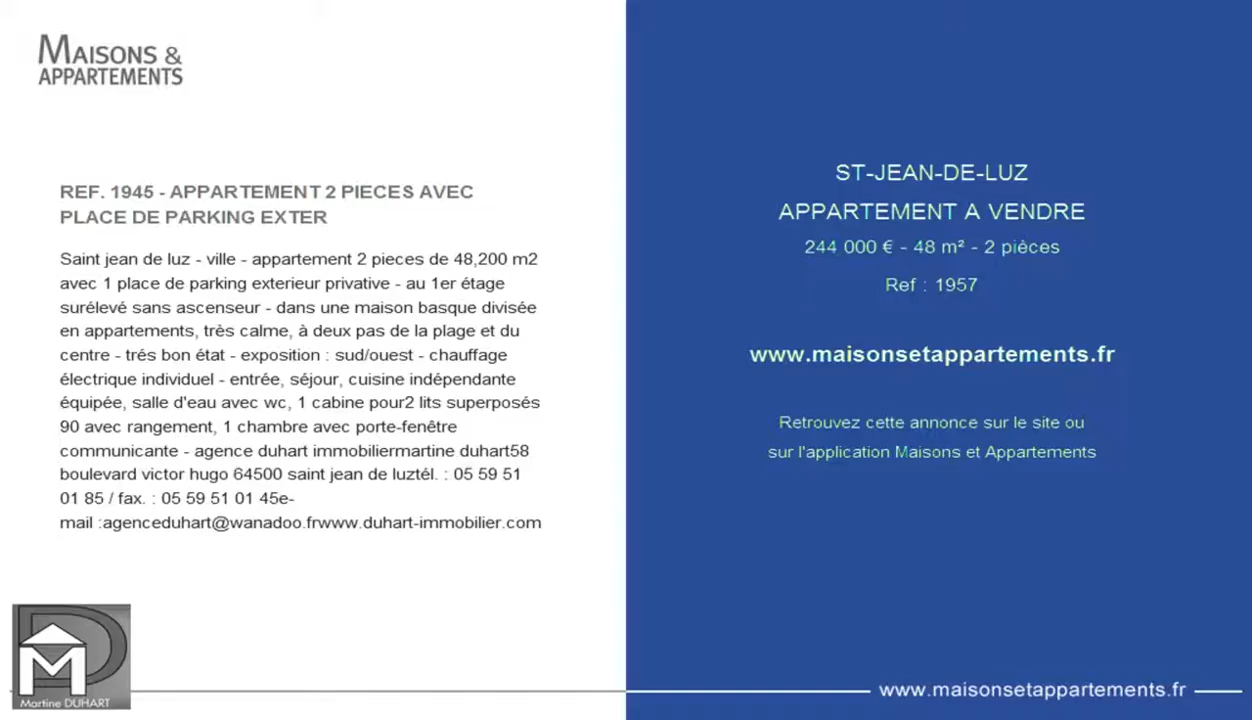 MAISONS &
APPARTEMENTS
REF. 1945 - APPARTEMENT 2 PIECES AVEC
PLACE DE PARKING EXTER
Saint jean de luz - ville - appartement 2 pieces de 48,200 m2
avec 1 place de parking exterieur privative - au 1er étage
surélevé sans ascenseur - dans une maison basque divisée
en appartements, très calme, à deux pas de la plage et du
centre - trés bon état - exposition : sud/ouest - chauffage
électrique individuel - entrée, séjour, cuisine indépendante
équipée, salle d'eau avec wc, 1 cabine pour2 lits superposés
90 avec rangement, 1 chambre avec porte-fenêtre
communicante - agence duhart immobiliermartine duhart58
boulevard victor hugo 64500 saint jean de luztél. : 05 59 51
01 85 / fax. : 05 59 51 01 45e-
mail :agenceduhart@wanadoo.frwww.duhart-immobilier.com
DM
Martine DUHART
ST-JEAN-DE-LUZ
APPARTEMENT A VENDRE
244 000 € - 48 m² - 2 pièces
Ref : 1957
www.maisonsetappartements.fr
Retrouvez cette annonce sur le site ou
sur l'application Maisons et Appartements
www.maisonsetappartements.fr